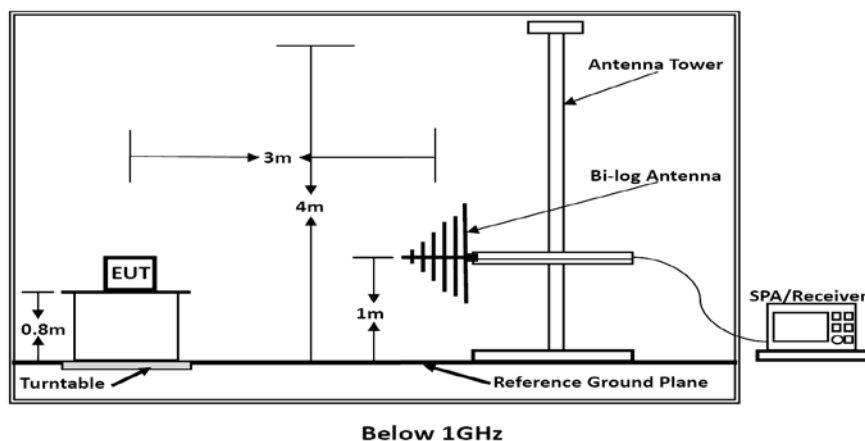 Antenna Tower
3m
Bi-log Antenna
4m
EUT
SPA/Receiver
0.8m
1m
Turntable
Reference Ground Plane
Below 1GHz